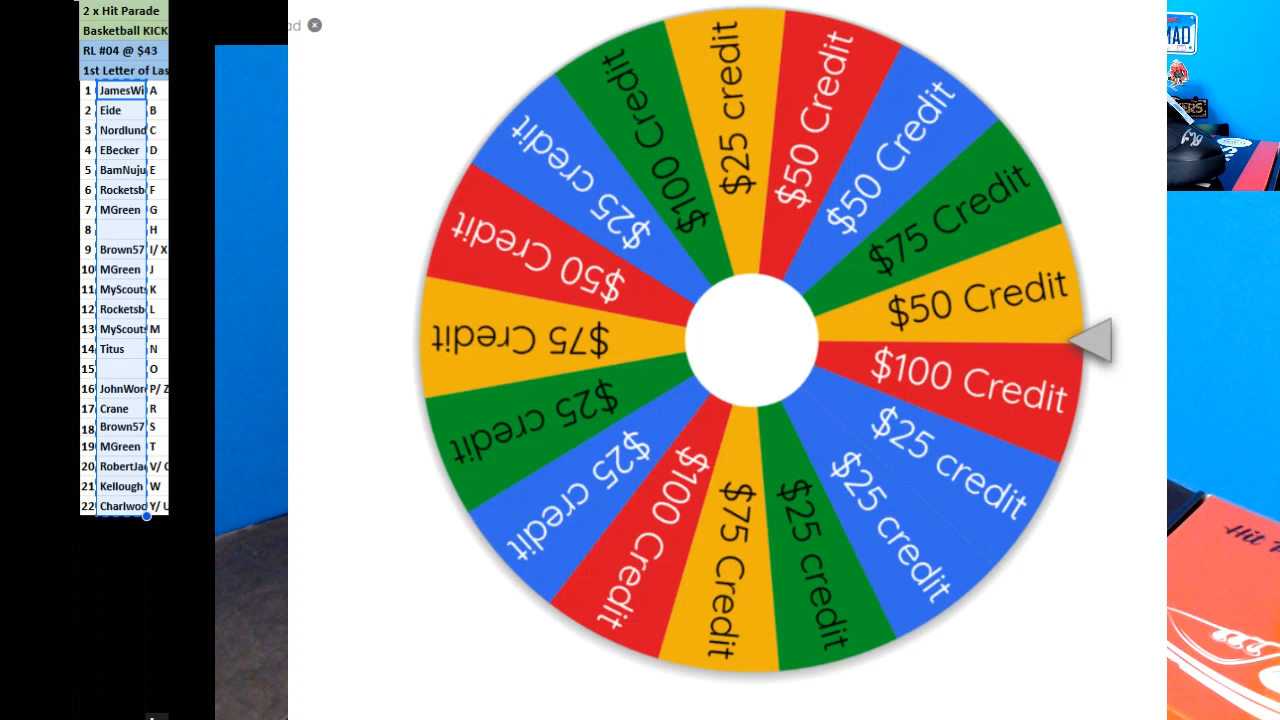 2 x Hit Parade
Basketball KICK
RL #04 @ $43
1st Letter of Las
1 JamesWi A
2 Eide B
3 Nordlund C
4 EBecker D
5 BamNuju E
6 Rocketsb F
7 MGreen G
8 H
9 Brown57 I/ X
10 MGreen J
11 MyScouts K
12 Rocketsb L
13 MyScouts M
14 Titus N
15 O
16 JohnWor P/ Z
17 Crane R
18 Brown57 S
19 MGreen T
20 RobertJa V/
21 Kellough W
22 Charlwoo Y/ U
ad
$25 credit
$50 Credit
$50 Credit
$75 Credit
$50 Credit
$100 Credit
$25 credit
$25 credit
$25 credit
$75 Credit
$100 Credit
$25 credit
$25 credit
$75 Credit
$50 Credit
$25 credit
$100 Credit
MAD
ERS
Hit